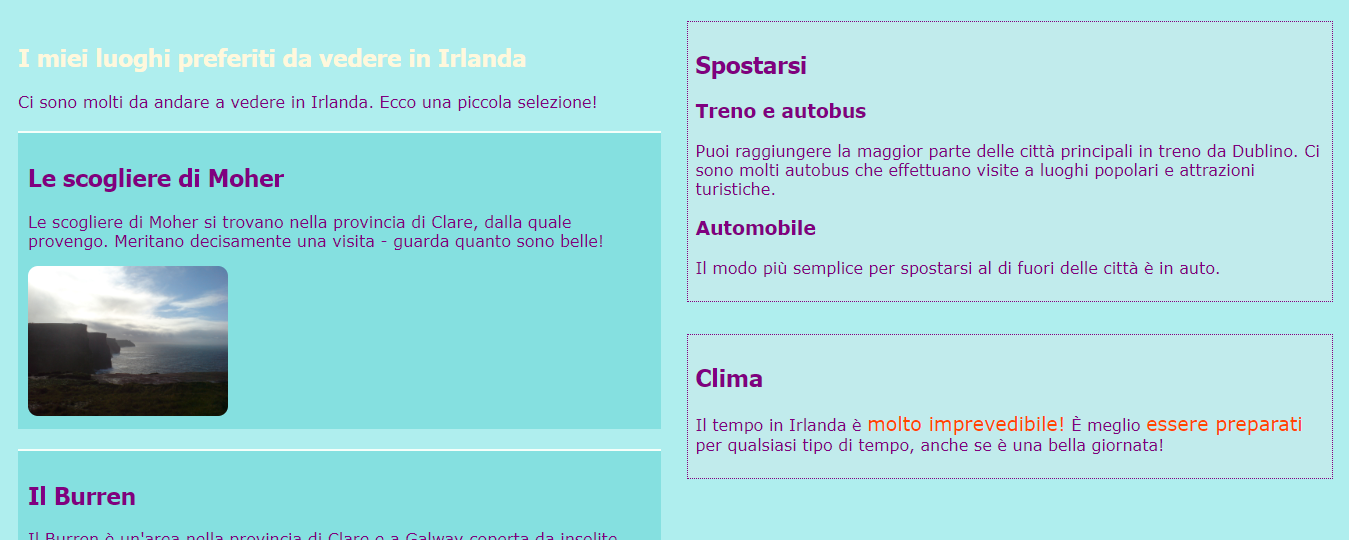 I miei luoghi preferiti da vedere in Irlanda
Ci sono molti da andare a vedere in Irlanda. Ecco una piccola selezione!
Le scogliere di Moher
Le scogliere di Moher si trovano nella provincia di Clare, dalla quale
provengo. Meritano decisamente una visita - guarda quanto sono belle!
Il Burren
Il Burren è un'area nella provincia di Clare e a Galway coperta da insolite
Spostarsi
Treno e autobus
Puoi raggiungere la maggior parte delle città principali in treno da Dublino. Ci
sono molti autobus che effettuano visite a luoghi popolari e attrazioni
turistiche.
Automobile
Il modo più semplice per spostarsi al di fuori delle città è in auto.
Clima
Il tempo in Irlanda è molto imprevedibile! È meglio essere preparati
per qualsiasi tipo di tempo, anche se è una bella giornata!